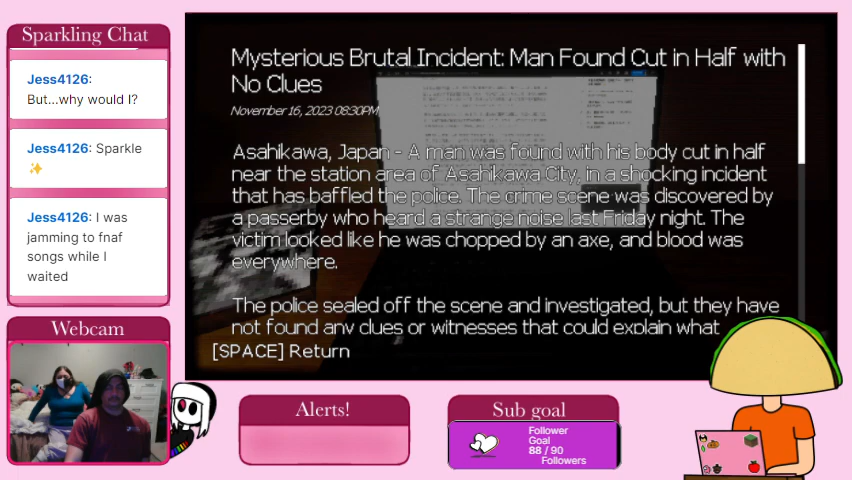 Sparkling Chat
Jess4126:
But...why would I?
Jess4126: Sparkle
✨
Jess4126: I was
jamming to fnaf
songs while I
waited
Webcam
Mysterious Brutal Incident: Man Found Cut in Half with
No Clues
November 16, 2023 08:30PM
Asahikawa, Japan - A man was found with his body cut in half
near the station area of Asahikawa City, in a shocking incident
that has baffled the police. The crime scene was discovered by
a passerby who heard a strange noise last Friday night. The
victim looked like he was chopped by an axe, and blood was
everywhere.
The police sealed off the scene and investigated, but they have
not found any clues or witnesses that could explain what
[SPACE] Return
Alerts!
Sub goal
Follower
Goal
88 / 90
Followers